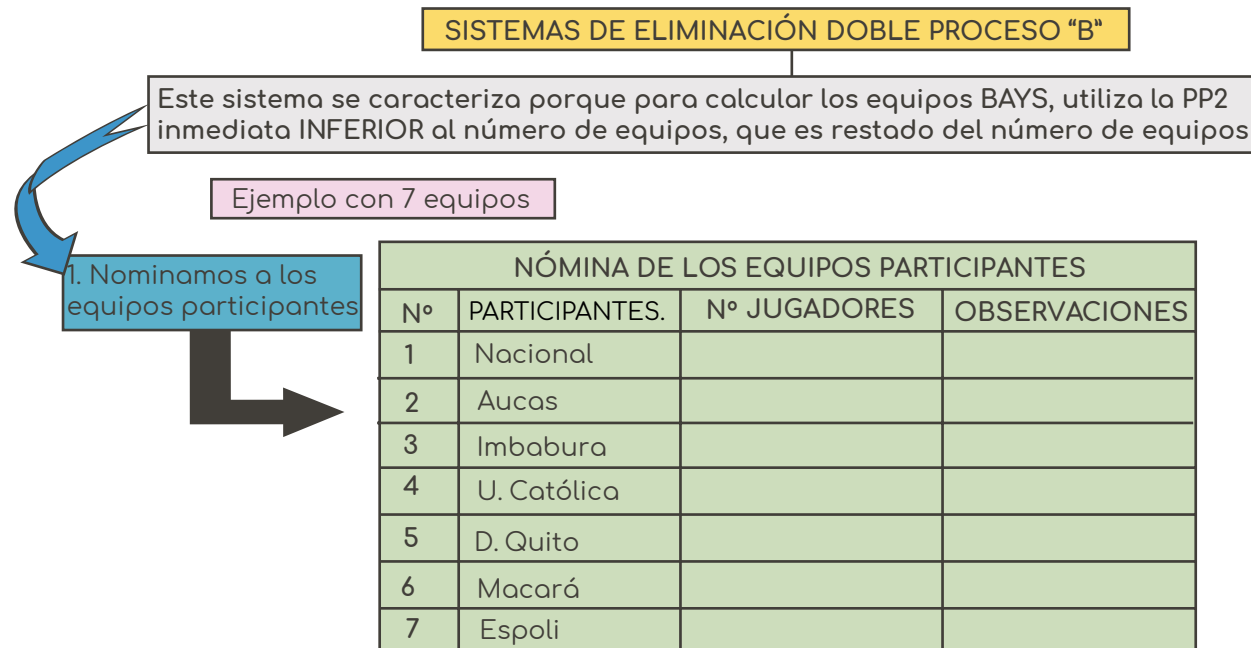 SISTEMAS DE ELIMINACIÓN DOBLE PROCESO “B”
Este sistema se caracteriza porque para calcular los equipos BAYS, utiliza la PP2
inmediata INFERIOR al número de equipos, que es restado del número de equipos
Ejemplo con 7 equipos
1. Nominamos a los
equipos participantes
NÓMINA DE LOS EQUIPOS PARTICIPANTES
Nº PARTICIPANTES. Nº JUGADORES OBSERVACIONES
1 Nacional
2 Aucas
3 Imbabura
4 U. Católica
5 D. Quito
6 Macará
7 Espoli